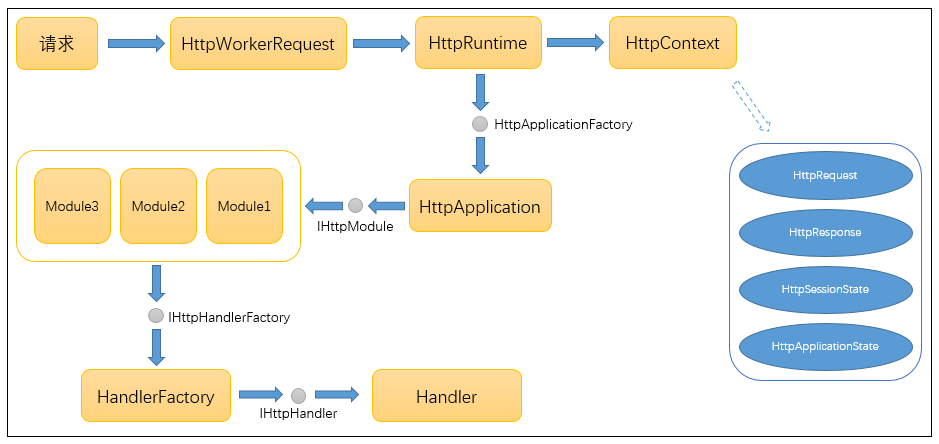 请求
HttpWorkerRequest
HttpRuntime
HttpContext
HttpApplicationFactory
HttpRequest
HttpResponse
HttpSessionState
HttpApplicationState
HttpApplication
IHttpModule
Module3
Module2
Module1
IHttpHandlerFactory
HandlerFactory
IHttpHandler
Handler